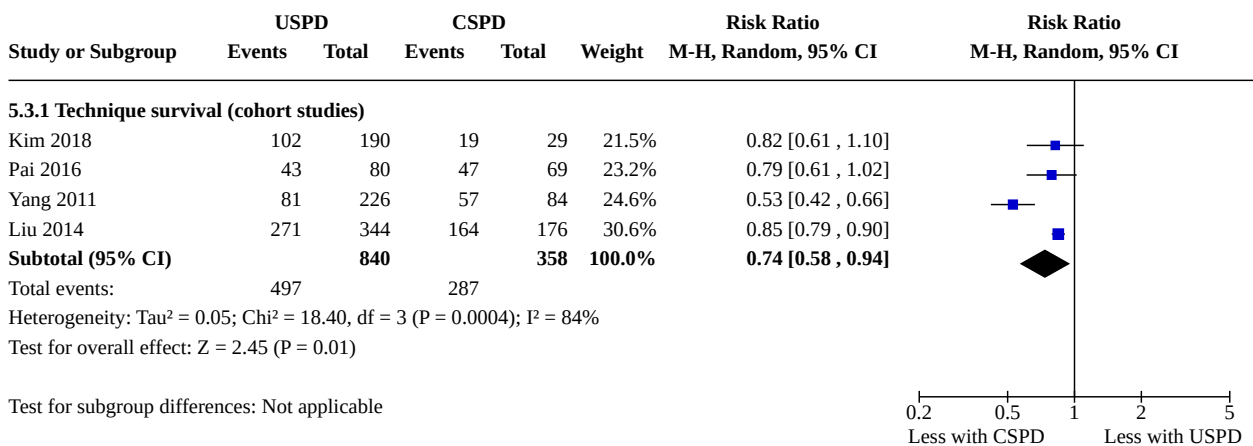 USPD CSPD Risk Ratio Risk Ratio
Study or Subgroup Events Total Events Total Weight M-H, Random, 95% CI M-H, Random, 95% CI
5.3.1 Technique survival (cohort studies)
Kim 2018 102 190 19 29 21.5% 0.82 [0.61 , 1.10]
Pai 2016 43 80 47 69 23.2% 0.79 [0.61 , 1.02]
Yang 2011 81 226 57 84 24.6% 0.53 [0.42 , 0.66]
Liu 2014 271 344 164 176 30.6% 0.85 [0.79 , 0.90]
Subtotal (95% CI) 840 358 100.0% 0.74 [0.58 , 0.94]
Total events: 497 287
Heterogeneity: Tau² = 0.05; Chi² = 18.40, df = 3 (P = 0.0004); I² = 84%
Test for overall effect: Z = 2.45 (P = 0.01)
Test for subgroup differences: Not applicable
0.2 0.5 1 2 5
Less with CSPD Less with USPD